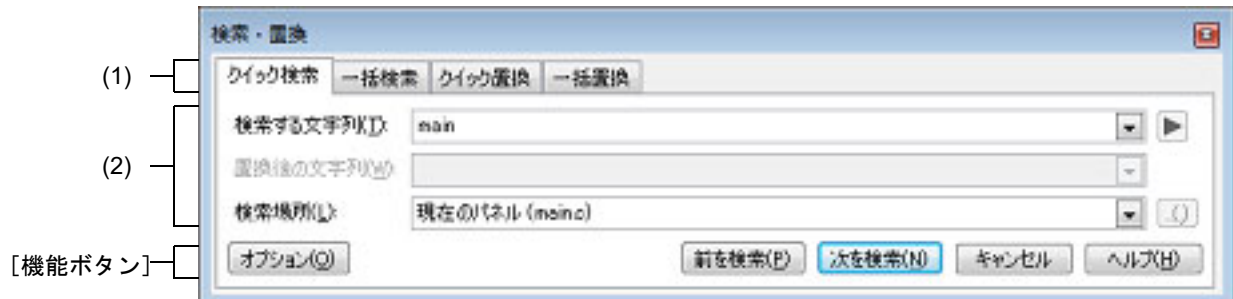 検索・置換
(1)
クイック検索 一括検索 クイック置換 一括置換
(2)
検索する文字列(T): main
置換後の文字列(W):
検索場所(L): 現在のパネル (main.c)
...()
[機能ボタン]
オプション(O) 前を検索(P) 次を検索(N) キャンセル ヘルプ(H)